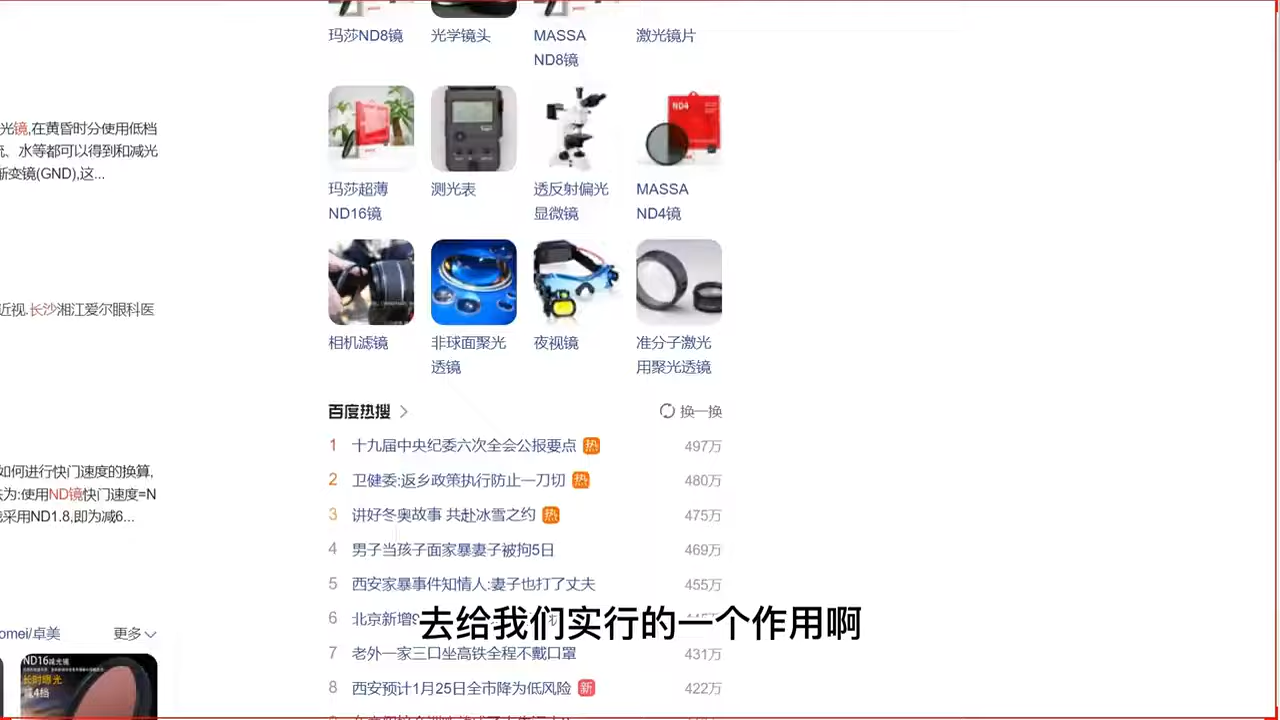 玛莎ND8镜
光学镜头
MASSA
ND8镜
激光镜片
光镜,在黄昏时分使用低档
、水等都可以得到和减光
渐变镜(GND),这...
ND4
玛莎超薄
ND16镜
测光表
透反射偏光
显微镜
MASSA
ND4镜
近视.长沙湘江爱尔眼科医
相机滤镜
非球面聚光
透镜
夜视镜
准分子激光
用聚光透镜
百度热搜
换一换
1 十九届中央纪委六次全会公报要点 热 497万
2 卫健委:返乡政策执行防止一刀切 热 480万
3 讲好冬奥故事 共赴冰雪之约 热 475万
4 男子当孩子面家暴妻子被拘5日 469万
5 西安家暴事件知情人:妻子也打了丈夫 455万
6 北京新增
7 老外一家三口坐高铁全程不戴口罩 431万
8 西安预计1月25日全市降为低风险 新 422万
如何进行快门速度的换算,
为:使用ND镜快门速度=N
采用ND1.8,即为减6...
omei/卓美
更多
ND16减光镜
长时曝光
减4档
去给我们实行的一个作用啊